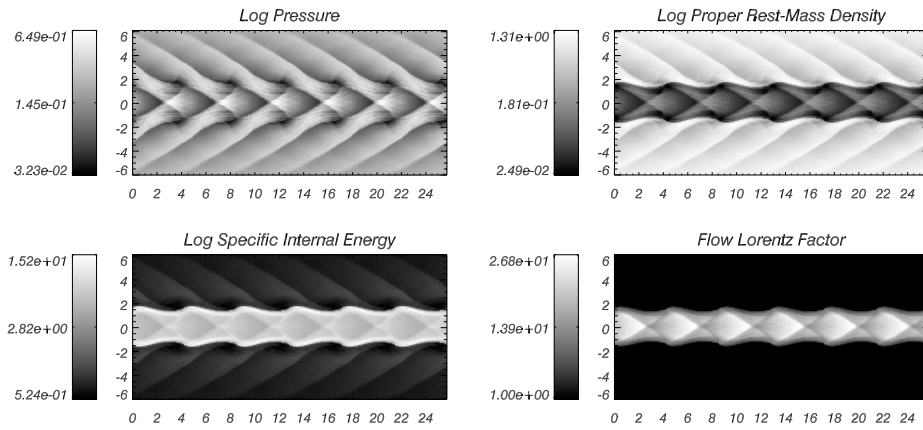 Log Pressure
6.49e-01
1.45e-01
3.23e-02
6
4
2
0
-2
-4
-6
0 2 4 6 8 10 12 14 16 18 20 22 24
Log Proper Rest-Mass Density
1.31e+00
1.81e-01
2.49e-02
6
4
2
0
-2
-4
-6
0 2 4 6 8 10 12 14 16 18 20 22 24
Log Specific Internal Energy
1.52e+01
2.82e+00
5.24e-01
6
4
2
0
-2
-4
-6
0 2 4 6 8 10 12 14 16 18 20 22 24
Flow Lorentz Factor
2.68e+01
1.39e+01
1.00e+00
6
4
2
0
-2
-4
-6
0 2 4 6 8 10 12 14 16 18 20 22 24